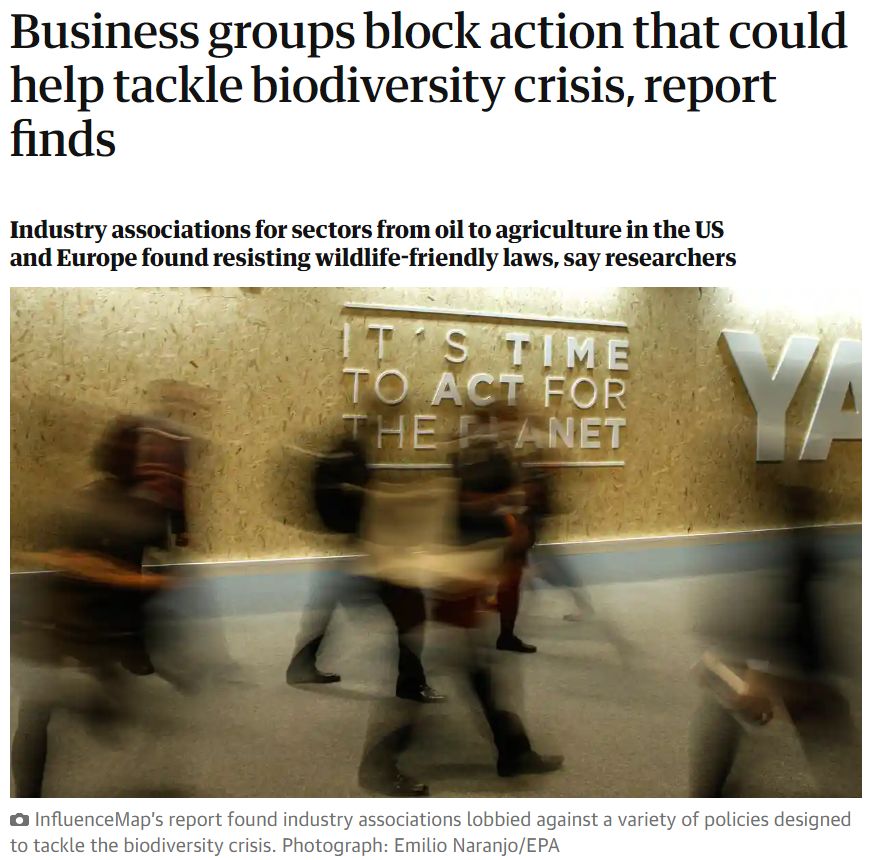 Business groups block action that could
help tackle biodiversity crisis, report
finds
Industry associations for sectors from oil to agriculture in the US
and Europe found resisting wildlife-friendly laws, say researchers
IT´S TIME
TO ACT FOR
THE PLANET
YA
InfluenceMap's report found industry associations lobbied against a variety of policies designed
to tackle the biodiversity crisis. Photograph: Emilio Naranjo/EPA